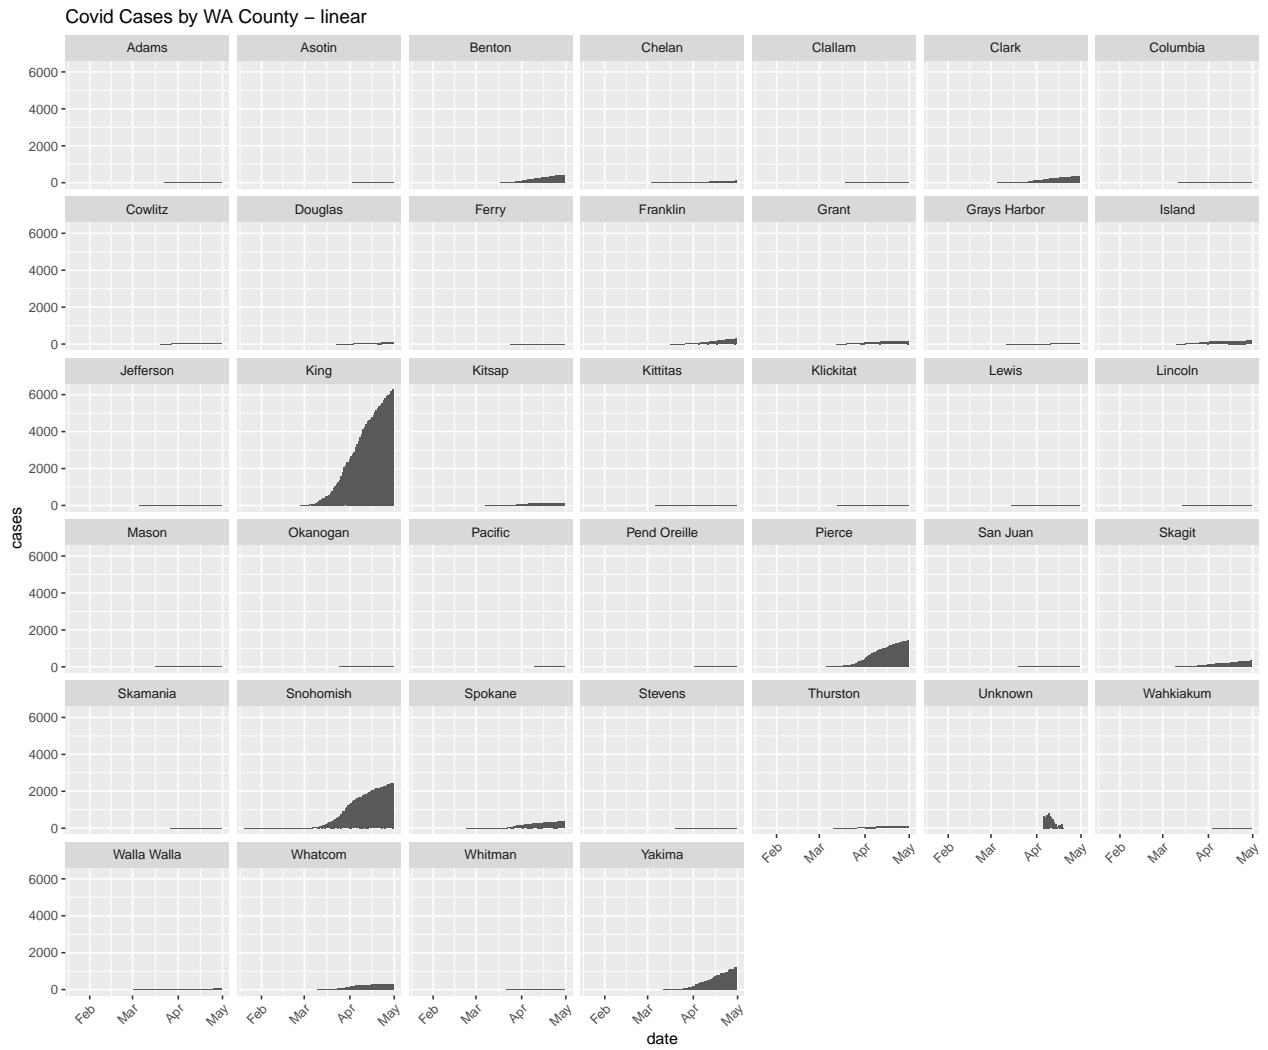 Covid Cases by WA County – linear
Adams Asotin Benton Chelan Clallam Clark Columbia
6000
4000
2000
0
Cowlitz Douglas Ferry Franklin Grant Grays Harbor Island
6000
4000
2000
0
Jefferson King Kitsap Kittitas Klickitat Lewis Lincoln
6000
4000
2000
0
cases
Mason Okanogan Pacific Pend Oreille Pierce San Juan Skagit
6000
4000
2000
0
Skamania Snohomish Spokane Stevens Thurston Unknown Wahkiakum
6000
4000
2000
0
Feb Mar Apr May Feb Mar Apr May Feb Mar Apr May
Walla Walla Whatcom Whitman Yakima
6000
4000
2000
0
Feb Mar Apr May Feb Mar Apr May Feb Mar Apr May Feb Mar Apr May
date